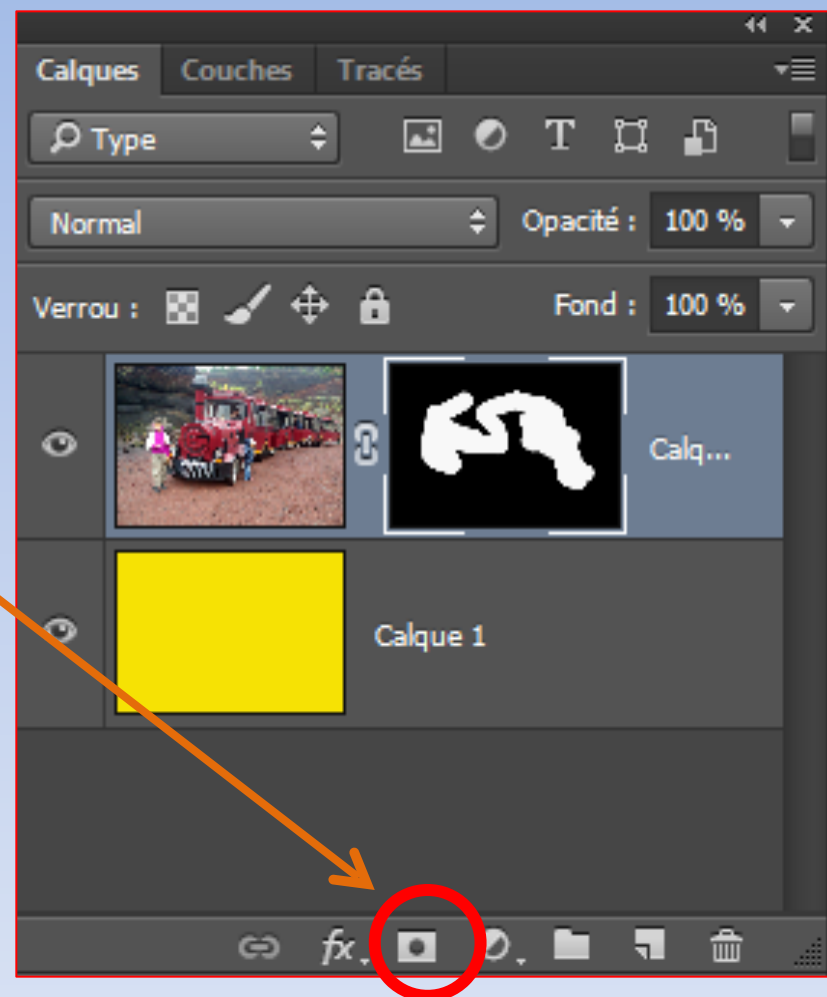 Calques Couches Tracés
Type T
Normal Opacité : 100 %
Verrou : Fond : 100 %
Calq...
Calque 1
fx